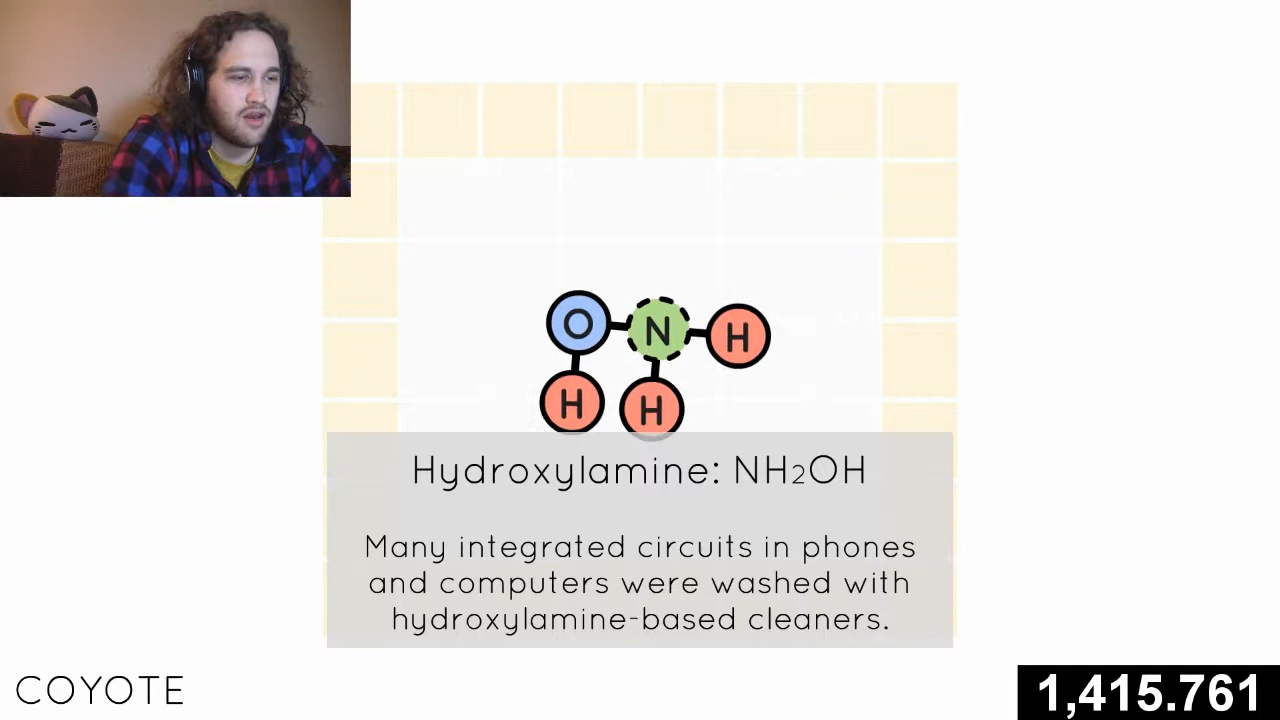 O N H
H H
Hydroxylamine: NH₂OH
Many integrated circuits in phones
and computers were washed with
hydroxylamine-based cleaners.
COYOTE
1,415.761